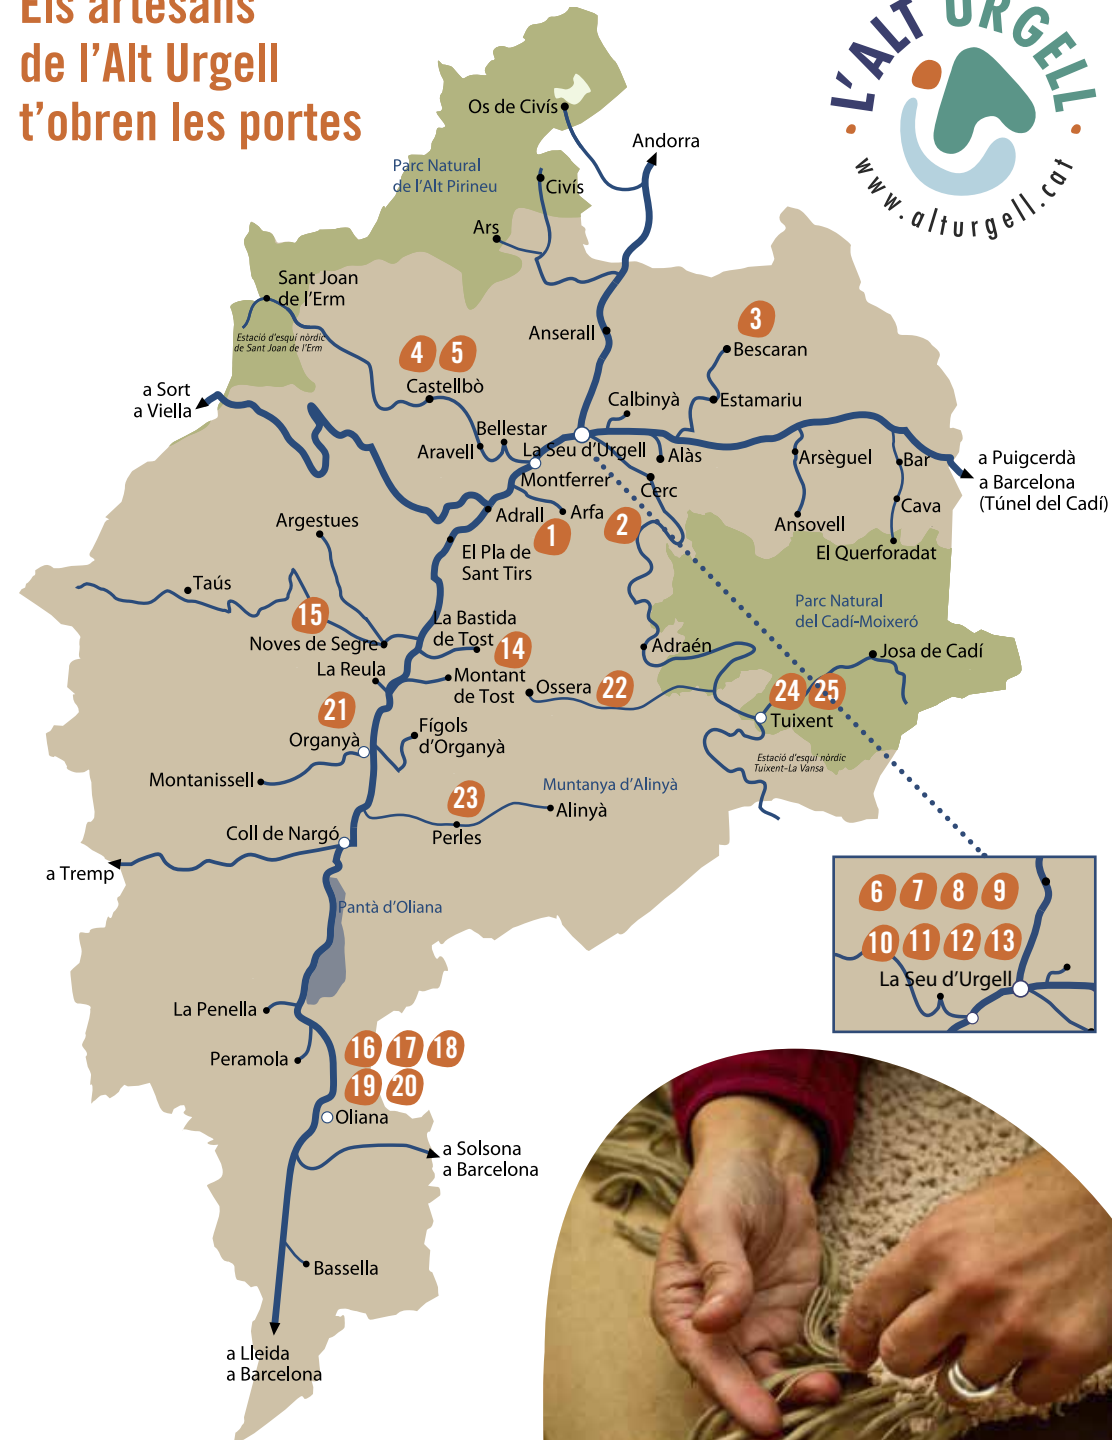 Els artesans
de l'Alt Urgell
t'obren les portes
L'ALT URGELL
www.alturgell.cat
Os de Civís
Andorra
Parc Natural
de l'Alt Pirineu
Civís
Ars
Sant Joan
de l'Erm
Estació d'esquí nòrdic
de Sant Joan de l'Erm
Anserall
3
Bescaran
4 5
Castellbò
a Sort
a Viella
Calbinyà
Estamariu
Bellestar
Aravell
La Seu d'Urgell
Alàs
Arsèguel
Bar
a Puigcerdà
a Barcelona
(Túnel del Cadí)
Montferrer
Cerc
Cava
Adrall
Arfa
Ansovell
Argestues
1
2
El Querforadat
El Pla de
Sant Tirs
Taús
15
Parc Natural
del Cadí-Moixeró
La Bastida
de Tost
14
Noves de Segre
Adraén
Josa de Cadí
La Reula
Montant
de Tost
Ossera
22
24 25
Tuixent
21
Organyà
Fígols
d'Organyà
Estació d'esquí nòrdic
Tuixent-La Vansa
Montanissell
Muntanya d'Alinyà
23
Alinyà
Perles
Coll de Nargó
a Tremp
6 7 8 9
10 11 12 13
La Seu d'Urgell
Pantà d'Oliana
La Penella
Peramola
16 17 18
19 20
Oliana
a Solsona
a Barcelona
Bassella
a Lleida
a Barcelona